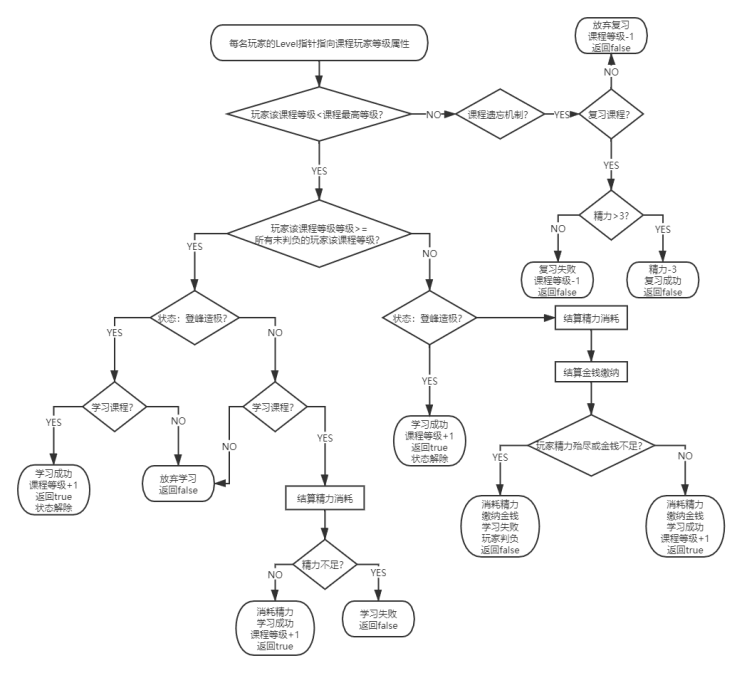 放弃复习
课程等级-1
返回false
每名玩家的Level指针指向课程玩家等级属性
NO
玩家该课程等级<课程最高等级?
NO
课程遗忘机制?
YES
复习课程?
YES
YES
玩家该课程等级等级>=
所有未判负的玩家该课程等级?
精力>3?
YES
NO
NO
YES
复习失败
课程等级-1
返回false
精力-3
复习成功
返回false
状态：登峰造极?
状态：登峰造极?
结算精力消耗
YES
NO
结算金钱缴纳
YES
学习课程?
学习课程?
YES
NO
NO
YES
学习成功
课程等级+1
返回true
状态解除
玩家精力殆尽或金钱不足?
YES
NO
学习成功
课程等级+1
返回true
状态解除
放弃学习
返回false
结算精力消耗
消耗精力
缴纳金钱
学习失败
玩家判负
返回false
消耗精力
缴纳金钱
学习成功
课程等级+1
返回true
精力不足?
NO
YES
消耗精力
学习成功
课程等级+1
返回true
学习失败
返回false